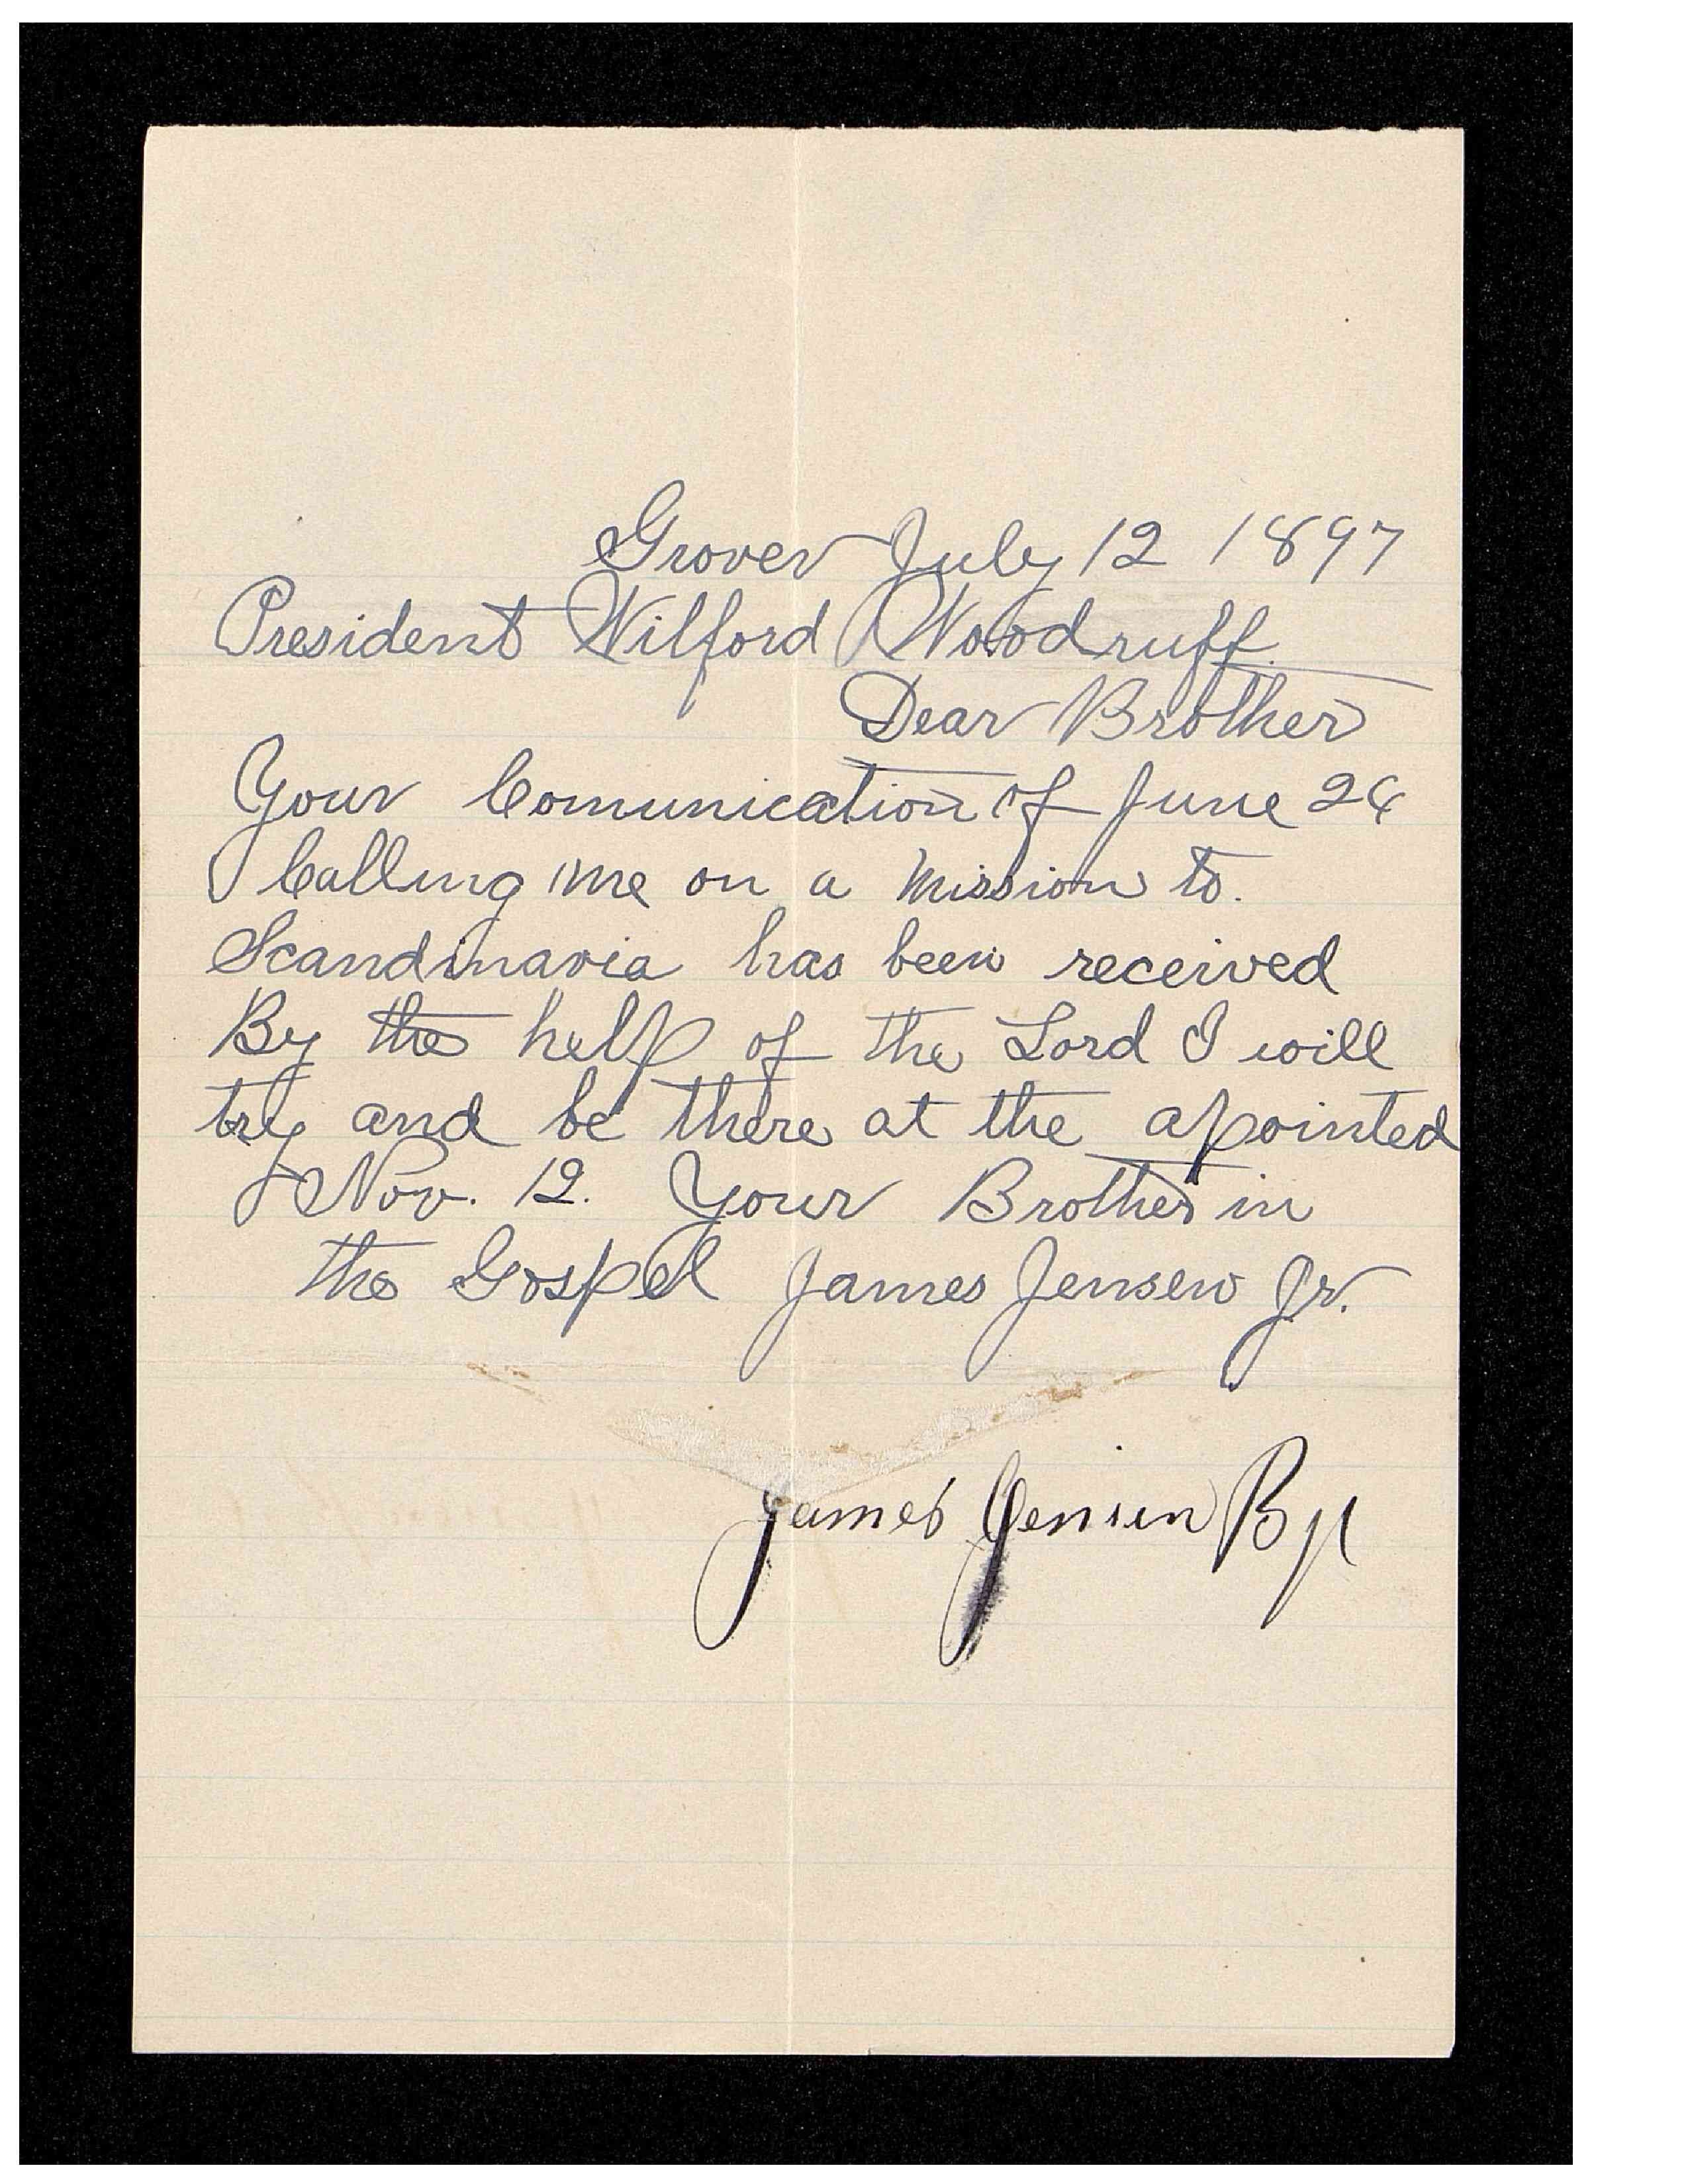 Grover July 12 1897
President Wilford Woodruff.
Dear Brother
Your Comunication of June 24
Calling me on a mission to.
Scandinavia has been received
By the help of the Lord I will
try and be there at the apointed
Nov. 12. Your Brother in
the Gospel James Jensen Jr.
James Jensen Bp